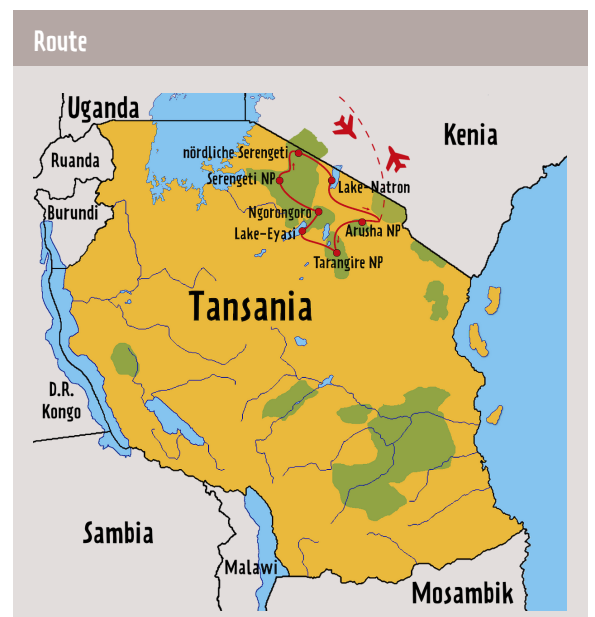 Route
Uganda
Kenia
Ruanda
nördliche Serengeti
Serengeti NP
Lake-Natron
Burundi
Ngorongoro
Lake-Eyasi
Arusha NP
Tarangire NP
Tansania
D.R.
Kongo
Sambia
Malawi
Mosambik